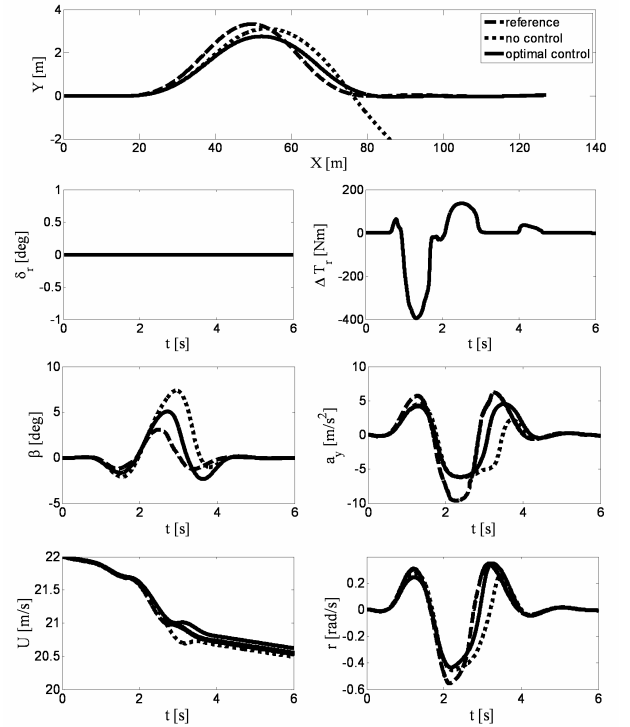 4
2
0
-2
Y [m]
reference
no control
optimal control
0 20 40 60 80 100 120 140
X [m]
1
0.5
0
-0.5
-1
δr [deg]
0 2 4 6
t [s]
200
0
-200
-400
Δ Tr [Nm]
0 2 4 6
t [s]
10
5
0
-5
β [deg]
0 2 4 6
t [s]
10
5
0
-5
-10
ay [m/s²]
0 2 4 6
t [s]
22
21.5
21
20.5
20
U [m/s]
0 2 4 6
t [s]
0.2
0
-0.2
-0.4
-0.6
r [rad/s]
0 2 4 6
t [s]